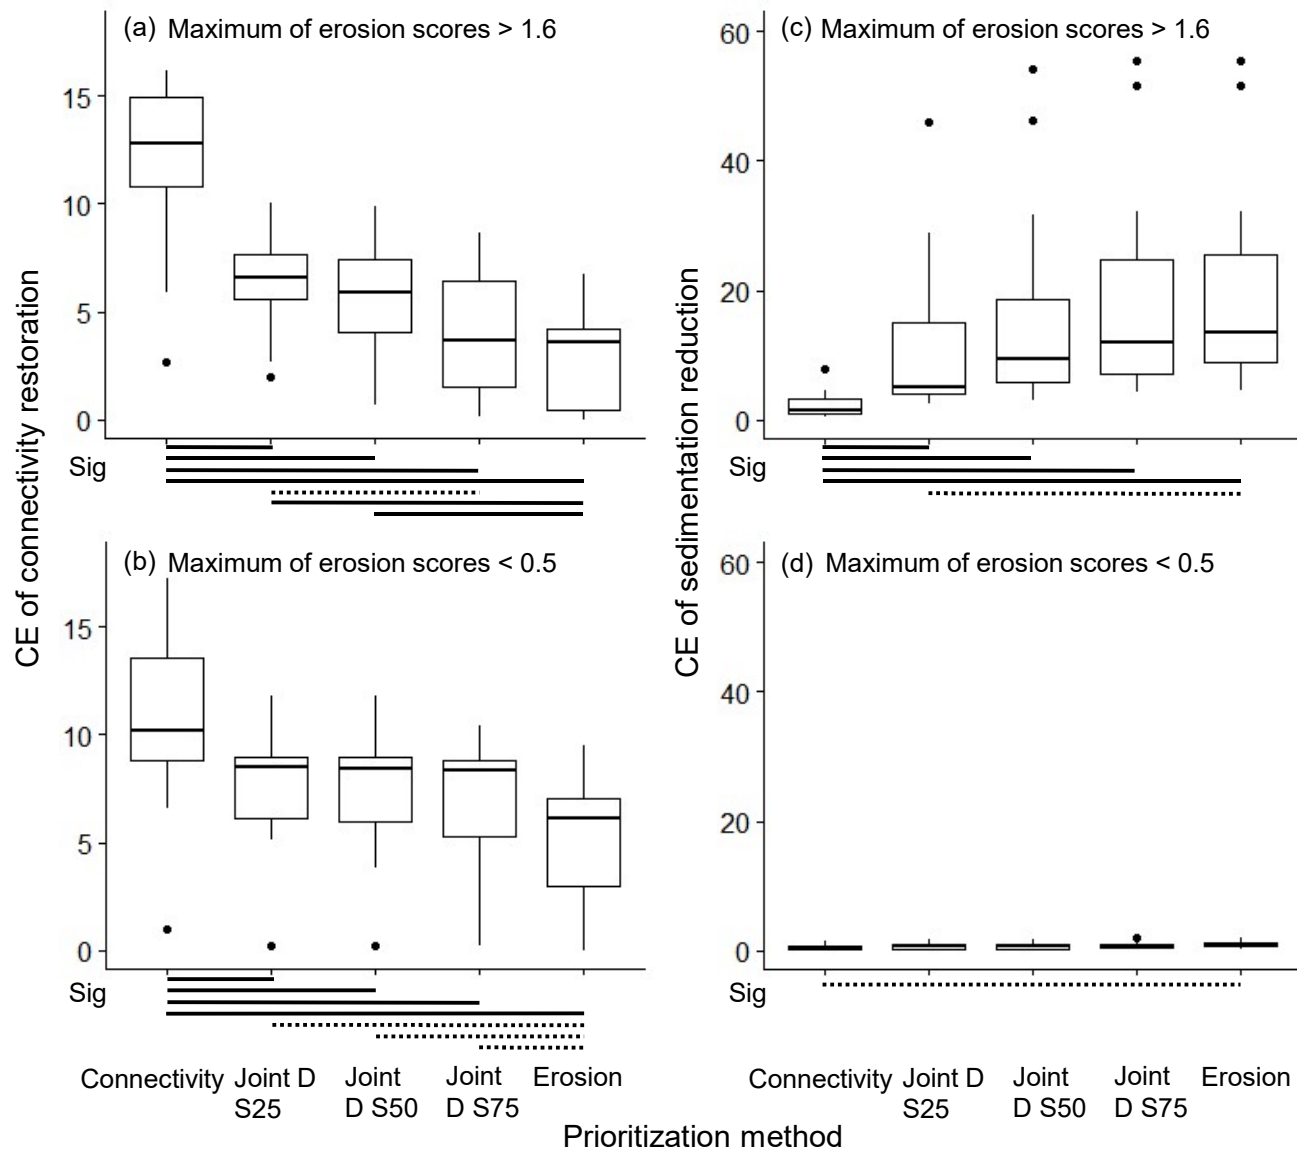 (a) Maximum of erosion scores > 1.6
15
10
5
0
Sig
(b) Maximum of erosion scores < 0.5
15
10
5
0
Sig
CE of connectivity restoration
(c) Maximum of erosion scores > 1.6
60
40
20
0
Sig
(d) Maximum of erosion scores < 0.5
60
40
20
0
Sig
CE of sedimentation reduction
Connectivity
Joint D
S25
Joint
D S50
Joint
D S75
Erosion
Connectivity
Joint D
S25
Joint
D S50
Joint
D S75
Erosion
Prioritization method